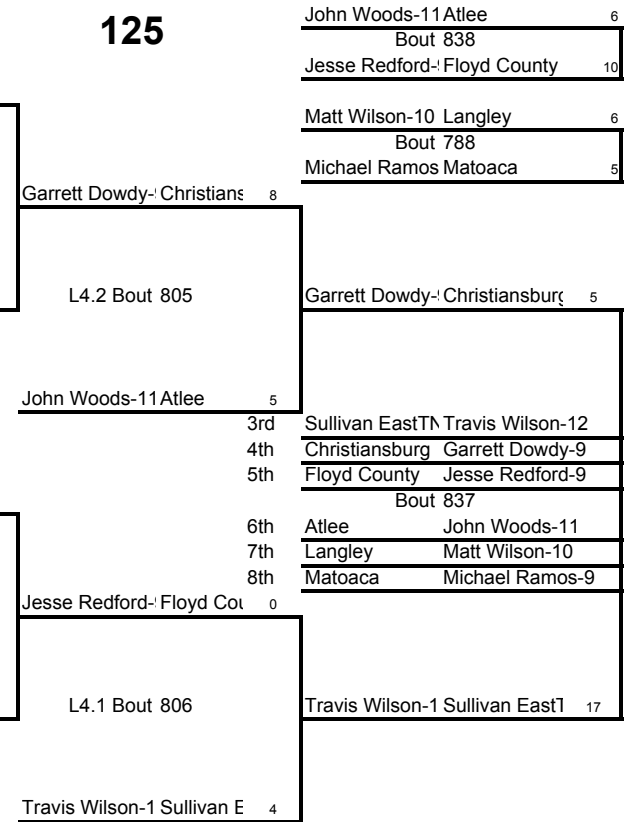 125
John Woods-11 Atlee 6
Bout 838
Jesse Redford-9 Floyd County 10
Matt Wilson-10 Langley 6
Bout 788
Michael Ramos Matoaca 5
Garrett Dowdy- Christians 8
L4.2 Bout 805
Garrett Dowdy- Christiansburg 5
John Woods-11 Atlee 5
3rd Sullivan EastTN Travis Wilson-12
4th Christiansburg Garrett Dowdy-9
5th Floyd County Jesse Redford-9
Bout 837
6th Atlee John Woods-11
7th Langley Matt Wilson-10
8th Matoaca Michael Ramos-9
Jesse Redford- Floyd Cou 0
L4.1 Bout 806
Travis Wilson-1 Sullivan EastT 17
Travis Wilson-1 Sullivan E 4